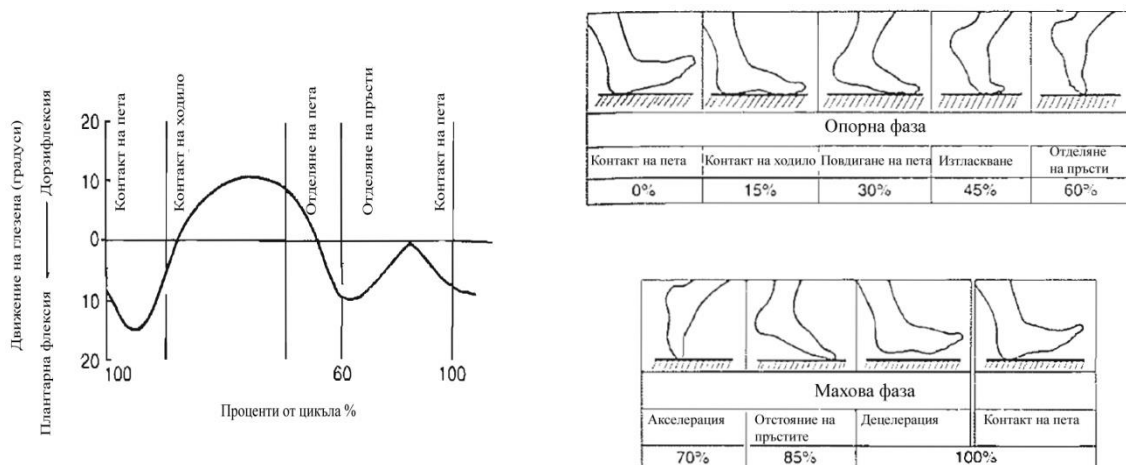 Движение на глезена (градуси)
Плантарна флексия
Дорзифлексия
20
10
0
10
20
Контакт на пета
Контакт на ходило
Отделяне на пета
Отделяне на пръсти
Контакт на пета
100
60
100
Проценти от цикъла %
Опорна фаза
Контакт на пета
Контакт на ходило
Повдигане на пета
Изтласкване
Отделяне
на пръсти
0%
15%
30%
45%
60%
Махова фаза
Акселерация
Отстояние на
пръстите
Децелерация
Контакт на пета
70%
85%
100%